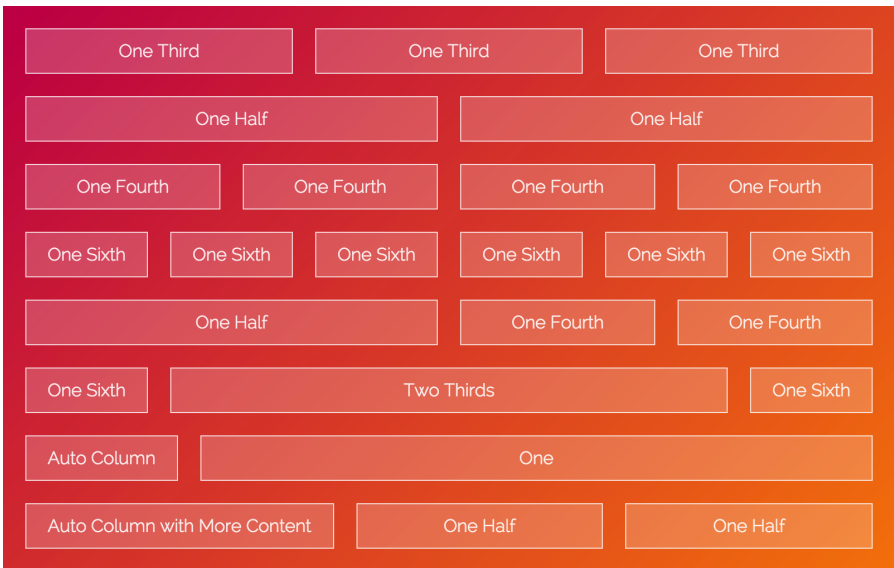 One Third One Third One Third
One Half One Half
One Fourth One Fourth One Fourth One Fourth
One Sixth One Sixth One Sixth One Sixth One Sixth One Sixth
One Half One Fourth One Fourth
One Sixth Two Thirds One Sixth
Auto Column One
Auto Column with More Content One Half One Half